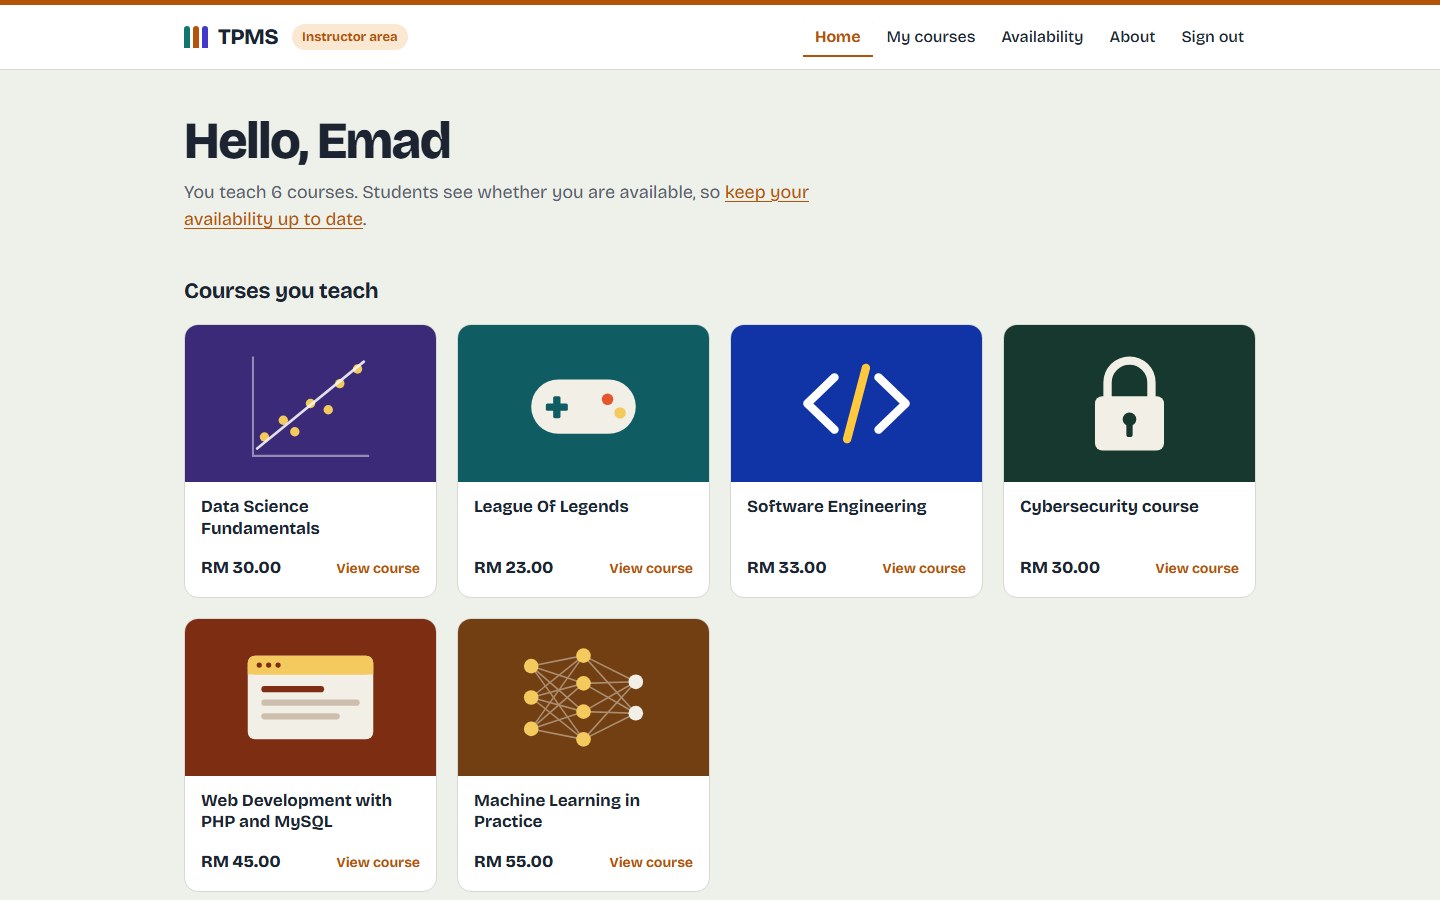 TPMS
Instructor area
Home
My courses
Availability
About
Sign out
Hello, Emad
You teach 6 courses. Students see whether you are available, so keep your
availability up to date.
Courses you teach
Data Science
Fundamentals
RM 30.00
View course
League Of Legends
RM 23.00
View course
Software Engineering
RM 33.00
View course
Cybersecurity course
RM 30.00
View course
Web Development with
PHP and MySQL
RM 45.00
View course
Machine Learning in
Practice
RM 55.00
View course